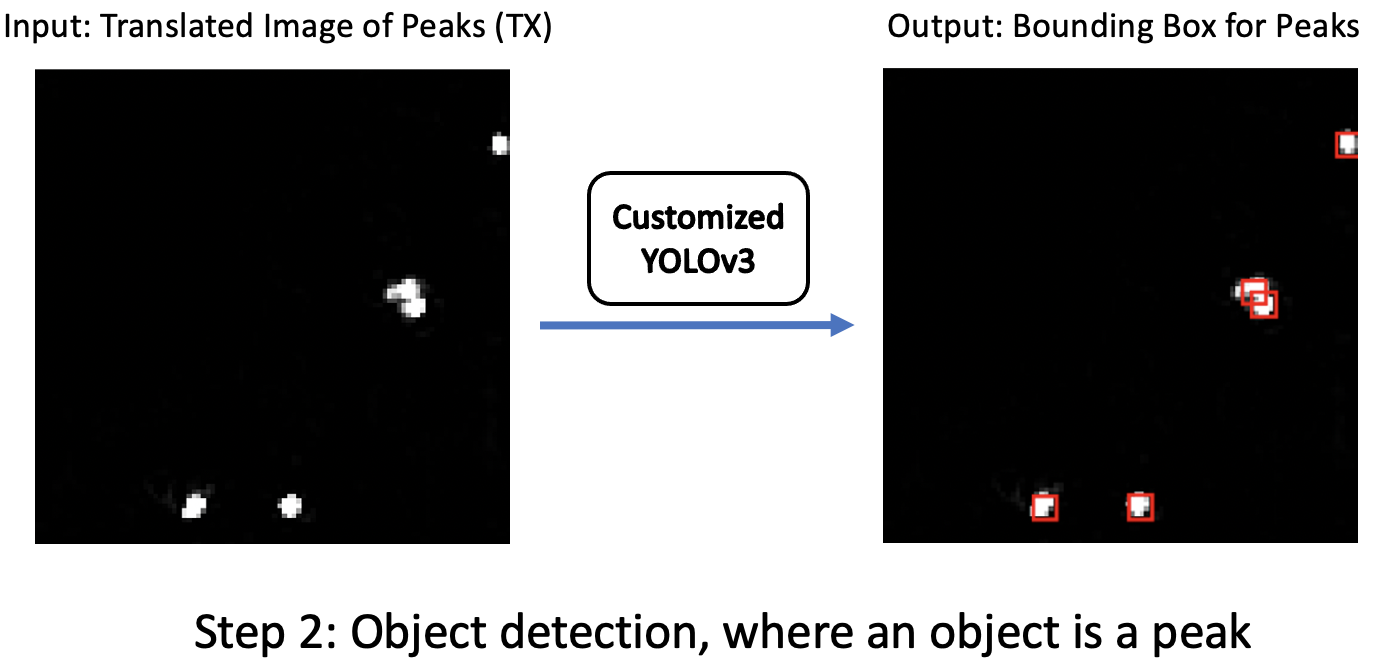 Input: Translated Image of Peaks (TX)
Output: Bounding Box for Peaks
Customized
YOLOv3
Step 2: Object detection, where an object is a peak